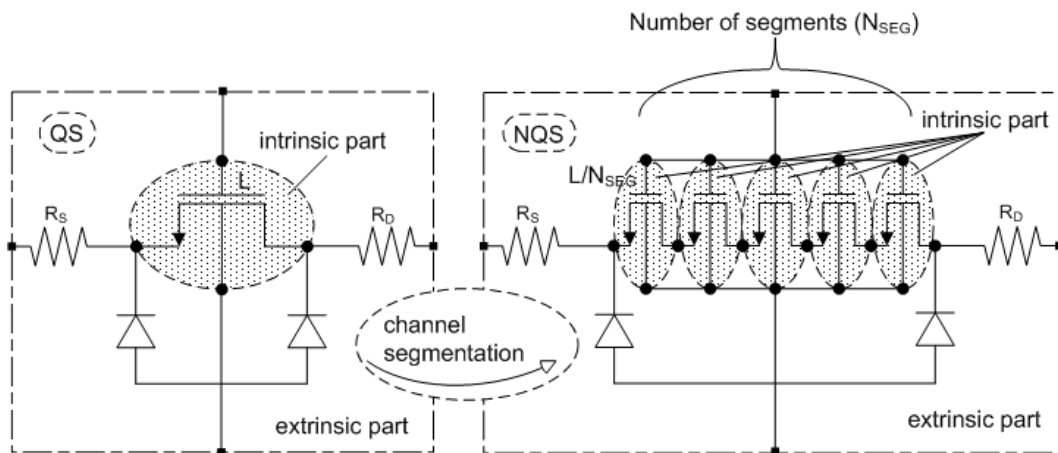 Number of segments (NSEG)
QS
intrinsic part
L
RS
RD
extrinsic part
channel
segmentation
NQS
intrinsic part
L/NSEG
RS
RD
extrinsic part